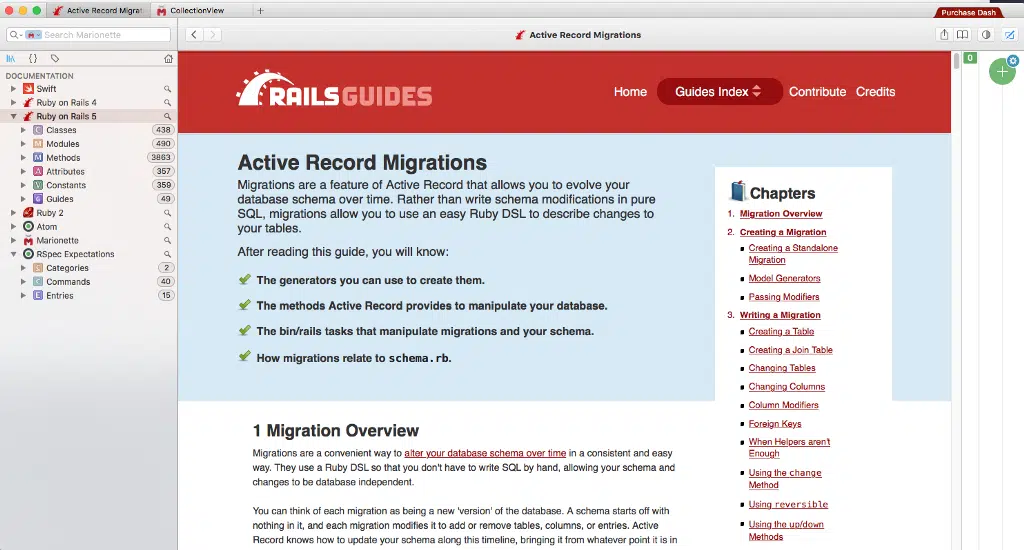 Active Record Migrat
CollectionView
Purchase Dash
Search Marionette
Active Record Migrations
DOCUMENTATION
Swift
Ruby on Rails 4
Ruby on Rails 5
C Classes 438
M Modules 490
M Methods 3863
A Attributes 357
V Constants 359
G Guides 49
Ruby 2
Atom
Marionette
RSpec Expectations
Categories 2
C Commands 40
E Entries 15
RAILSGUIDES
Home
Guides Index
Contribute
Credits
0
Active Record Migrations
Migrations are a feature of Active Record that allows you to evolve your
database schema over time. Rather than write schema modifications in pure
SQL, migrations allow you to use an easy Ruby DSL to describe changes to
your tables.
After reading this guide, you will know:
The generators you can use to create them.
The methods Active Record provides to manipulate your database.
The bin/rails tasks that manipulate migrations and your schema.
How migrations relate to schema.rb.
Chapters
1. Migration Overview
2. Creating a Migration
Creating a Standalone
Migration
Model Generators
Passing Modifiers
3. Writing a Migration
Creating a Table
Creating a Join Table
Changing Tables
Changing Columns
Column Modifiers
Foreign Keys
When Helpers aren't
Enough
Using the change
Method
Using reversible
Using the up/down
Methods
1 Migration Overview
Migrations are a convenient way to alter your database schema over time in a consistent and easy
way. They use a Ruby DSL so that you don't have to write SQL by hand, allowing your schema and
changes to be database independent.
You can think of each migration as being a new 'version' of the database. A schema starts off with
nothing in it, and each migration modifies it to add or remove tables, columns, or entries. Active
Record knows how to update your schema along this timeline, bringing it from whatever point it is in